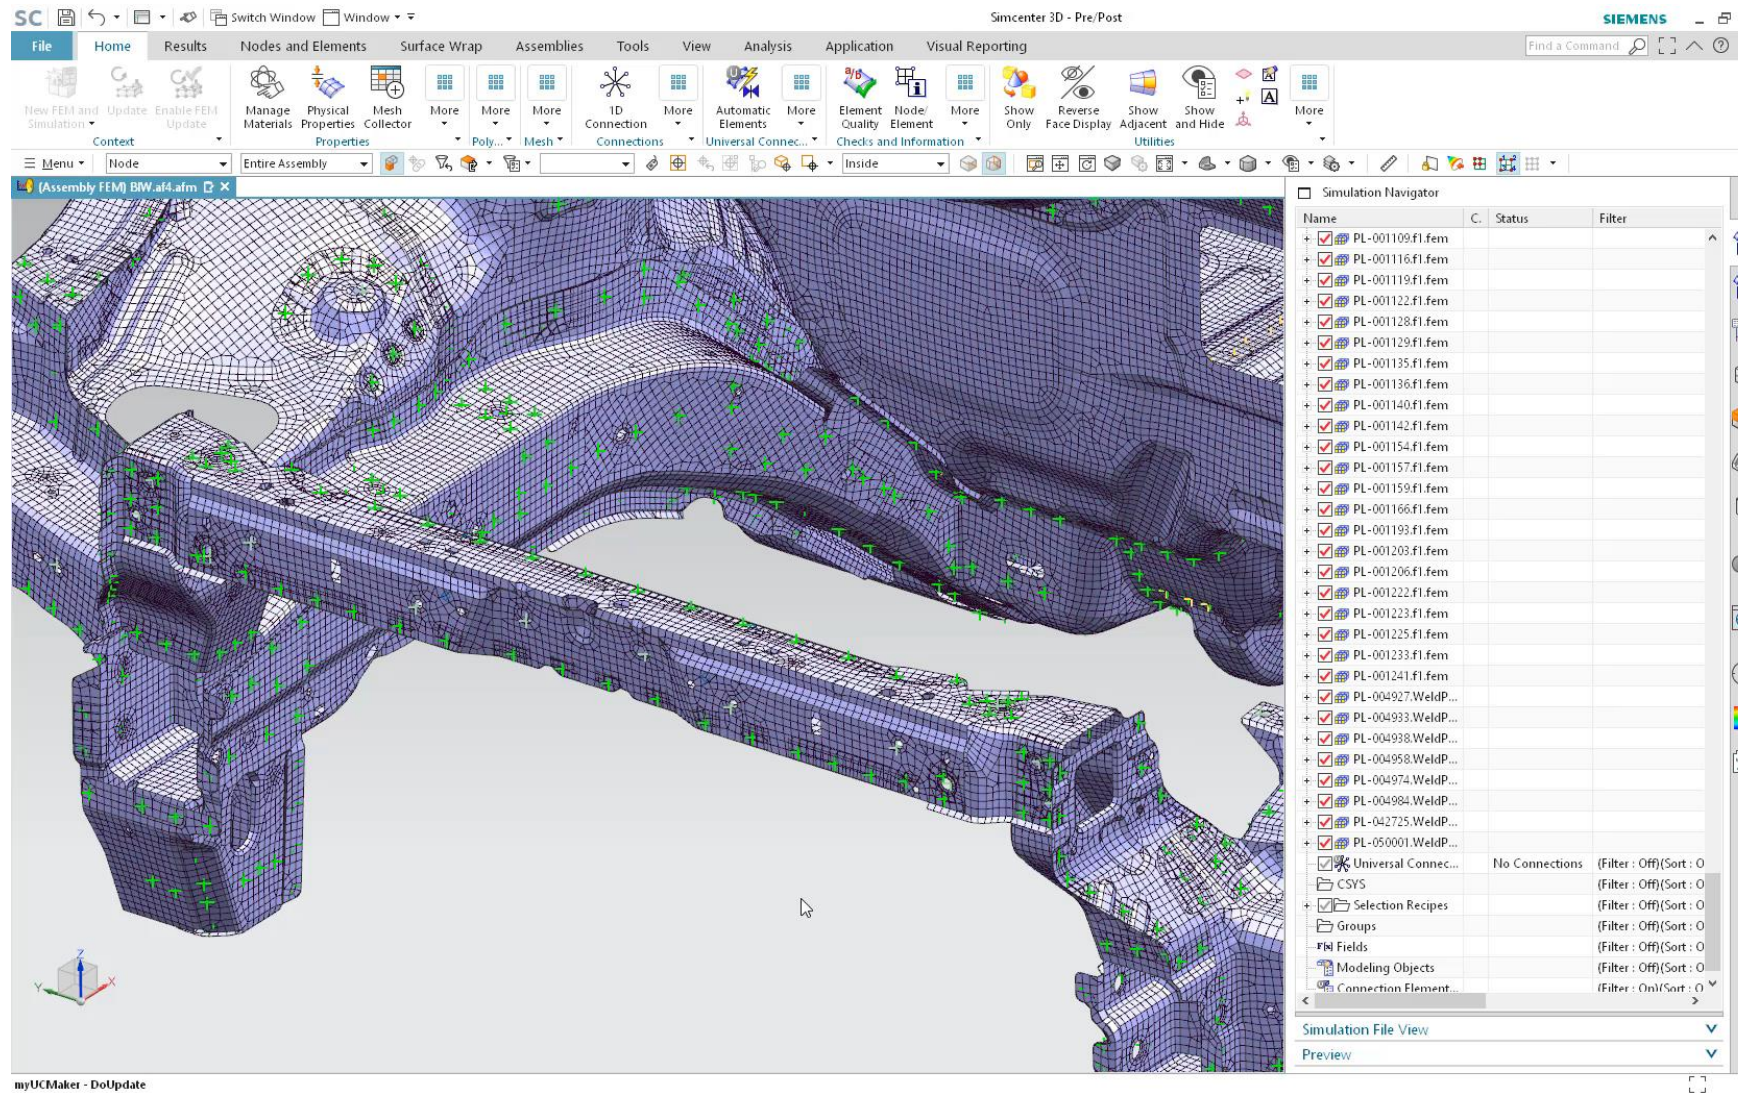 SC Switch Window Window Simcenter 3D - Pre/Post SIEMENS
File Home Results Nodes and Elements Surface Wrap Assemblies Tools View Analysis Application Visual Reporting Find a Command
New FEM and Simulation Update Enable FEM Update Manage Materials Physical Properties Mesh Collector More More More 1D Connection More Automatic Elements More Element Quality Node/ Element More Show Only Reverse Face Display Show Adjacent Show and Hide More
Context Properties Poly... Mesh Connections Universal Connec... Checks and Information Utilities
Menu Node Entire Assembly Inside
(Assembly FEM) BIW.af4.afm
Simulation Navigator
Name C. Status Filter
PL-001109.f1.fem
PL-001116.f1.fem
PL-001119.f1.fem
PL-001122.f1.fem
PL-001128.f1.fem
PL-001129.f1.fem
PL-001135.f1.fem
PL-001136.f1.fem
PL-001140.f1.fem
PL-001142.f1.fem
PL-001154.f1.fem
PL-001157.f1.fem
PL-001159.f1.fem
PL-001166.f1.fem
PL-001193.f1.fem
PL-001203.f1.fem
PL-001206.f1.fem
PL-001222.f1.fem
PL-001223.f1.fem
PL-001225.f1.fem
PL-001233.f1.fem
PL-001241.f1.fem
PL-004927.WeldP...
PL-004933.WeldP...
PL-004938.WeldP...
PL-004958.WeldP...
PL-004974.WeldP...
PL-004984.WeldP...
PL-042725.WeldP...
PL-050001.WeldP...
Universal Connec... No Connections (Filter : Off)(Sort : O
CSYS (Filter : Off)(Sort : O
Selection Recipes (Filter : Off)(Sort : O
Groups (Filter : Off)(Sort : O
Fields (Filter : Off)(Sort : O
Modeling Objects (Filter : Off)(Sort : O
Connection Element... (Filter : On)(Sort : O
Simulation File View
Preview
Z
Y X
myUCMaker - DoUpdate